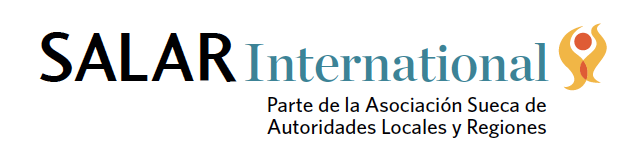 SALAR International
Parte de la Asociación Sueca de
Autoridades Locales y Regiones